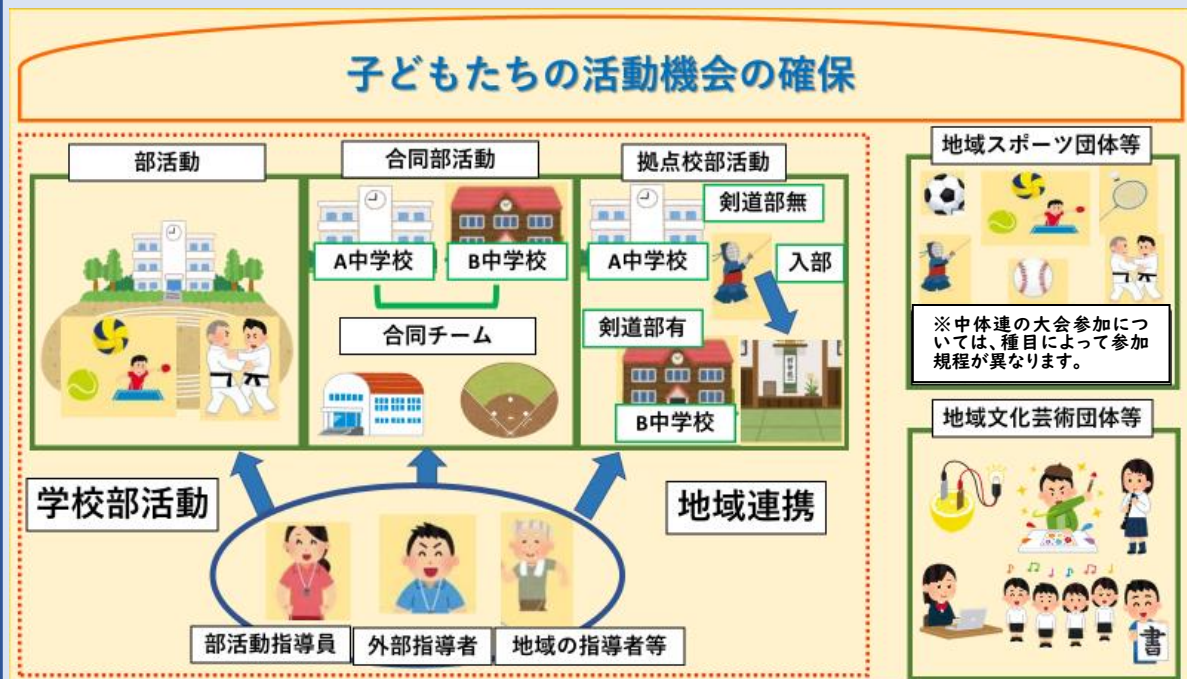 子どもたちの活動機会の確保
部活動
合同部活動
A中学校
B中学校
合同チーム
拠点校部活動
剣道部無
A中学校
入部
剣道部有
B中学校
学校部活動
地域連携
部活動指導員
外部指導者
地域の指導者等
地域スポーツ団体等
※中体連の大会参加につ
いては、種目によって参加
規程が異なります。
地域文化芸術団体等
書